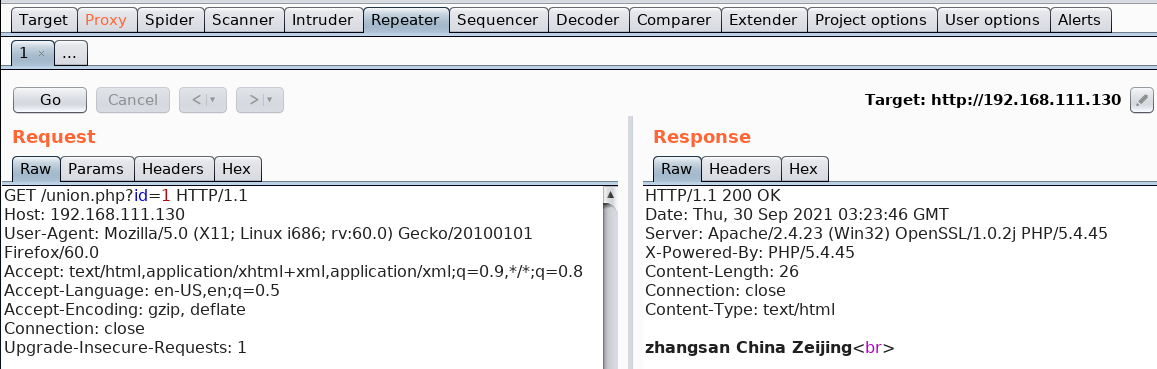 Target Proxy Spider Scanner Intruder Repeater Sequencer Decoder Comparer Extender Project options User options Alerts
1 × ...
Go Cancel < > Target: http://192.168.111.130
Request
Raw Params Headers Hex
GET /union.php?id=1 HTTP/1.1
Host: 192.168.111.130
User-Agent: Mozilla/5.0 (X11; Linux i686; rv:60.0) Gecko/20100101
Firefox/60.0
Accept: text/html,application/xhtml+xml,application/xml;q=0.9,*/*;q=0.8
Accept-Language: en-US,en;q=0.5
Accept-Encoding: gzip, deflate
Connection: close
Upgrade-Insecure-Requests: 1
Response
Raw Headers Hex
HTTP/1.1 200 OK
Date: Thu, 30 Sep 2021 03:23:46 GMT
Server: Apache/2.4.23 (Win32) OpenSSL/1.0.2j PHP/5.4.45
X-Powered-By: PHP/5.4.45
Content-Length: 26
Connection: close
Content-Type: text/html
zhangsan China Zeijing<br>